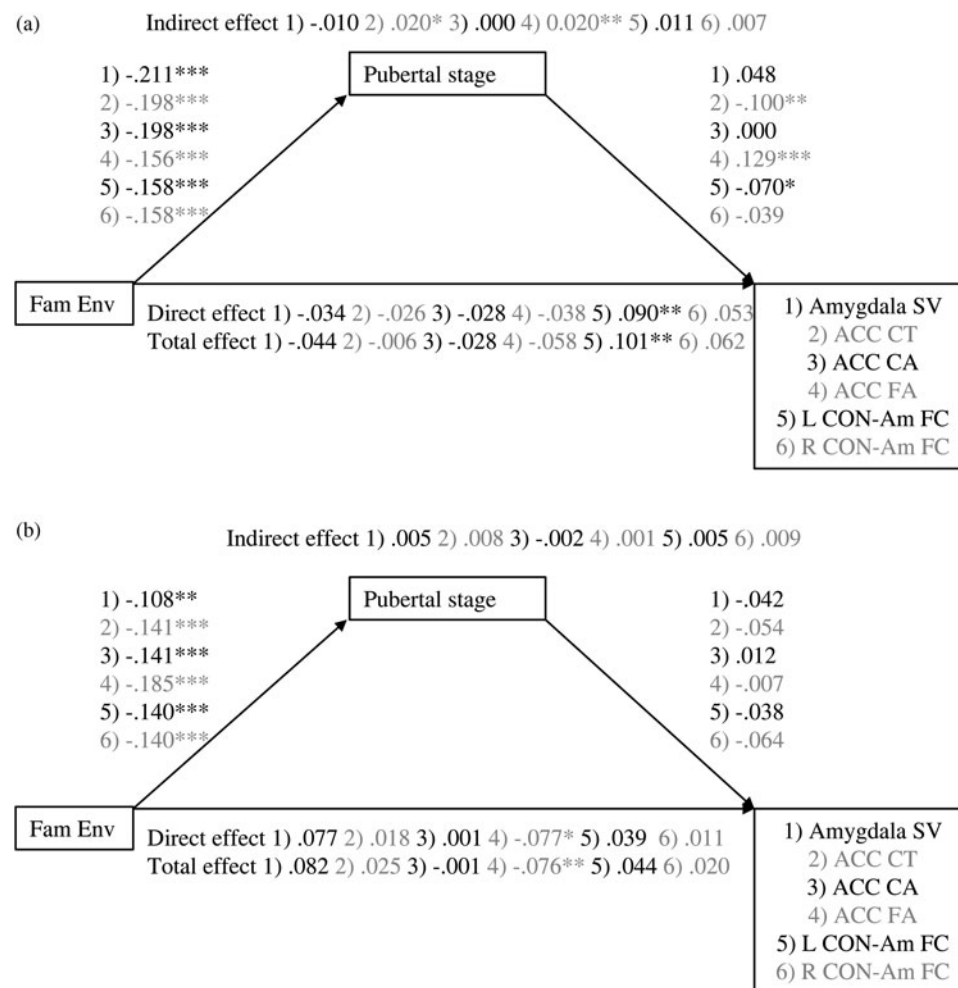 (a)
Indirect effect 1) -.010 2) .020* 3) .000 4) 0.020** 5) .011 6) .007
1) -.211***
2) -.198***
3) -.198***
4) -.156***
5) -.158***
6) -.158***
Pubertal stage
1) .048
2) -.100**
3) .000
4) .129***
5) -.070*
6) -.039
Fam Env
Direct effect 1) -.034 2) -.026 3) -.028 4) -.038 5) .090** 6) .053
Total effect 1) -.044 2) -.006 3) -.028 4) -.058 5) .101** 6) .062
1) Amygdala SV
2) ACC CT
3) ACC CA
4) ACC FA
5) L CON-Am FC
6) R CON-Am FC
(b)
Indirect effect 1) .005 2) .008 3) -.002 4) .001 5) .005 6) .009
1) -.108**
2) -.141***
3) -.141***
4) -.185***
5) -.140***
6) -.140***
Pubertal stage
1) -.042
2) -.054
3) .012
4) -.007
5) -.038
6) -.064
Fam Env
Direct effect 1) .077 2) .018 3) .001 4) -.077* 5) .039 6) .011
Total effect 1) .082 2) .025 3) -.001 4) -.076** 5) .044 6) .020
1) Amygdala SV
2) ACC CT
3) ACC CA
4) ACC FA
5) L CON-Am FC
6) R CON-Am FC